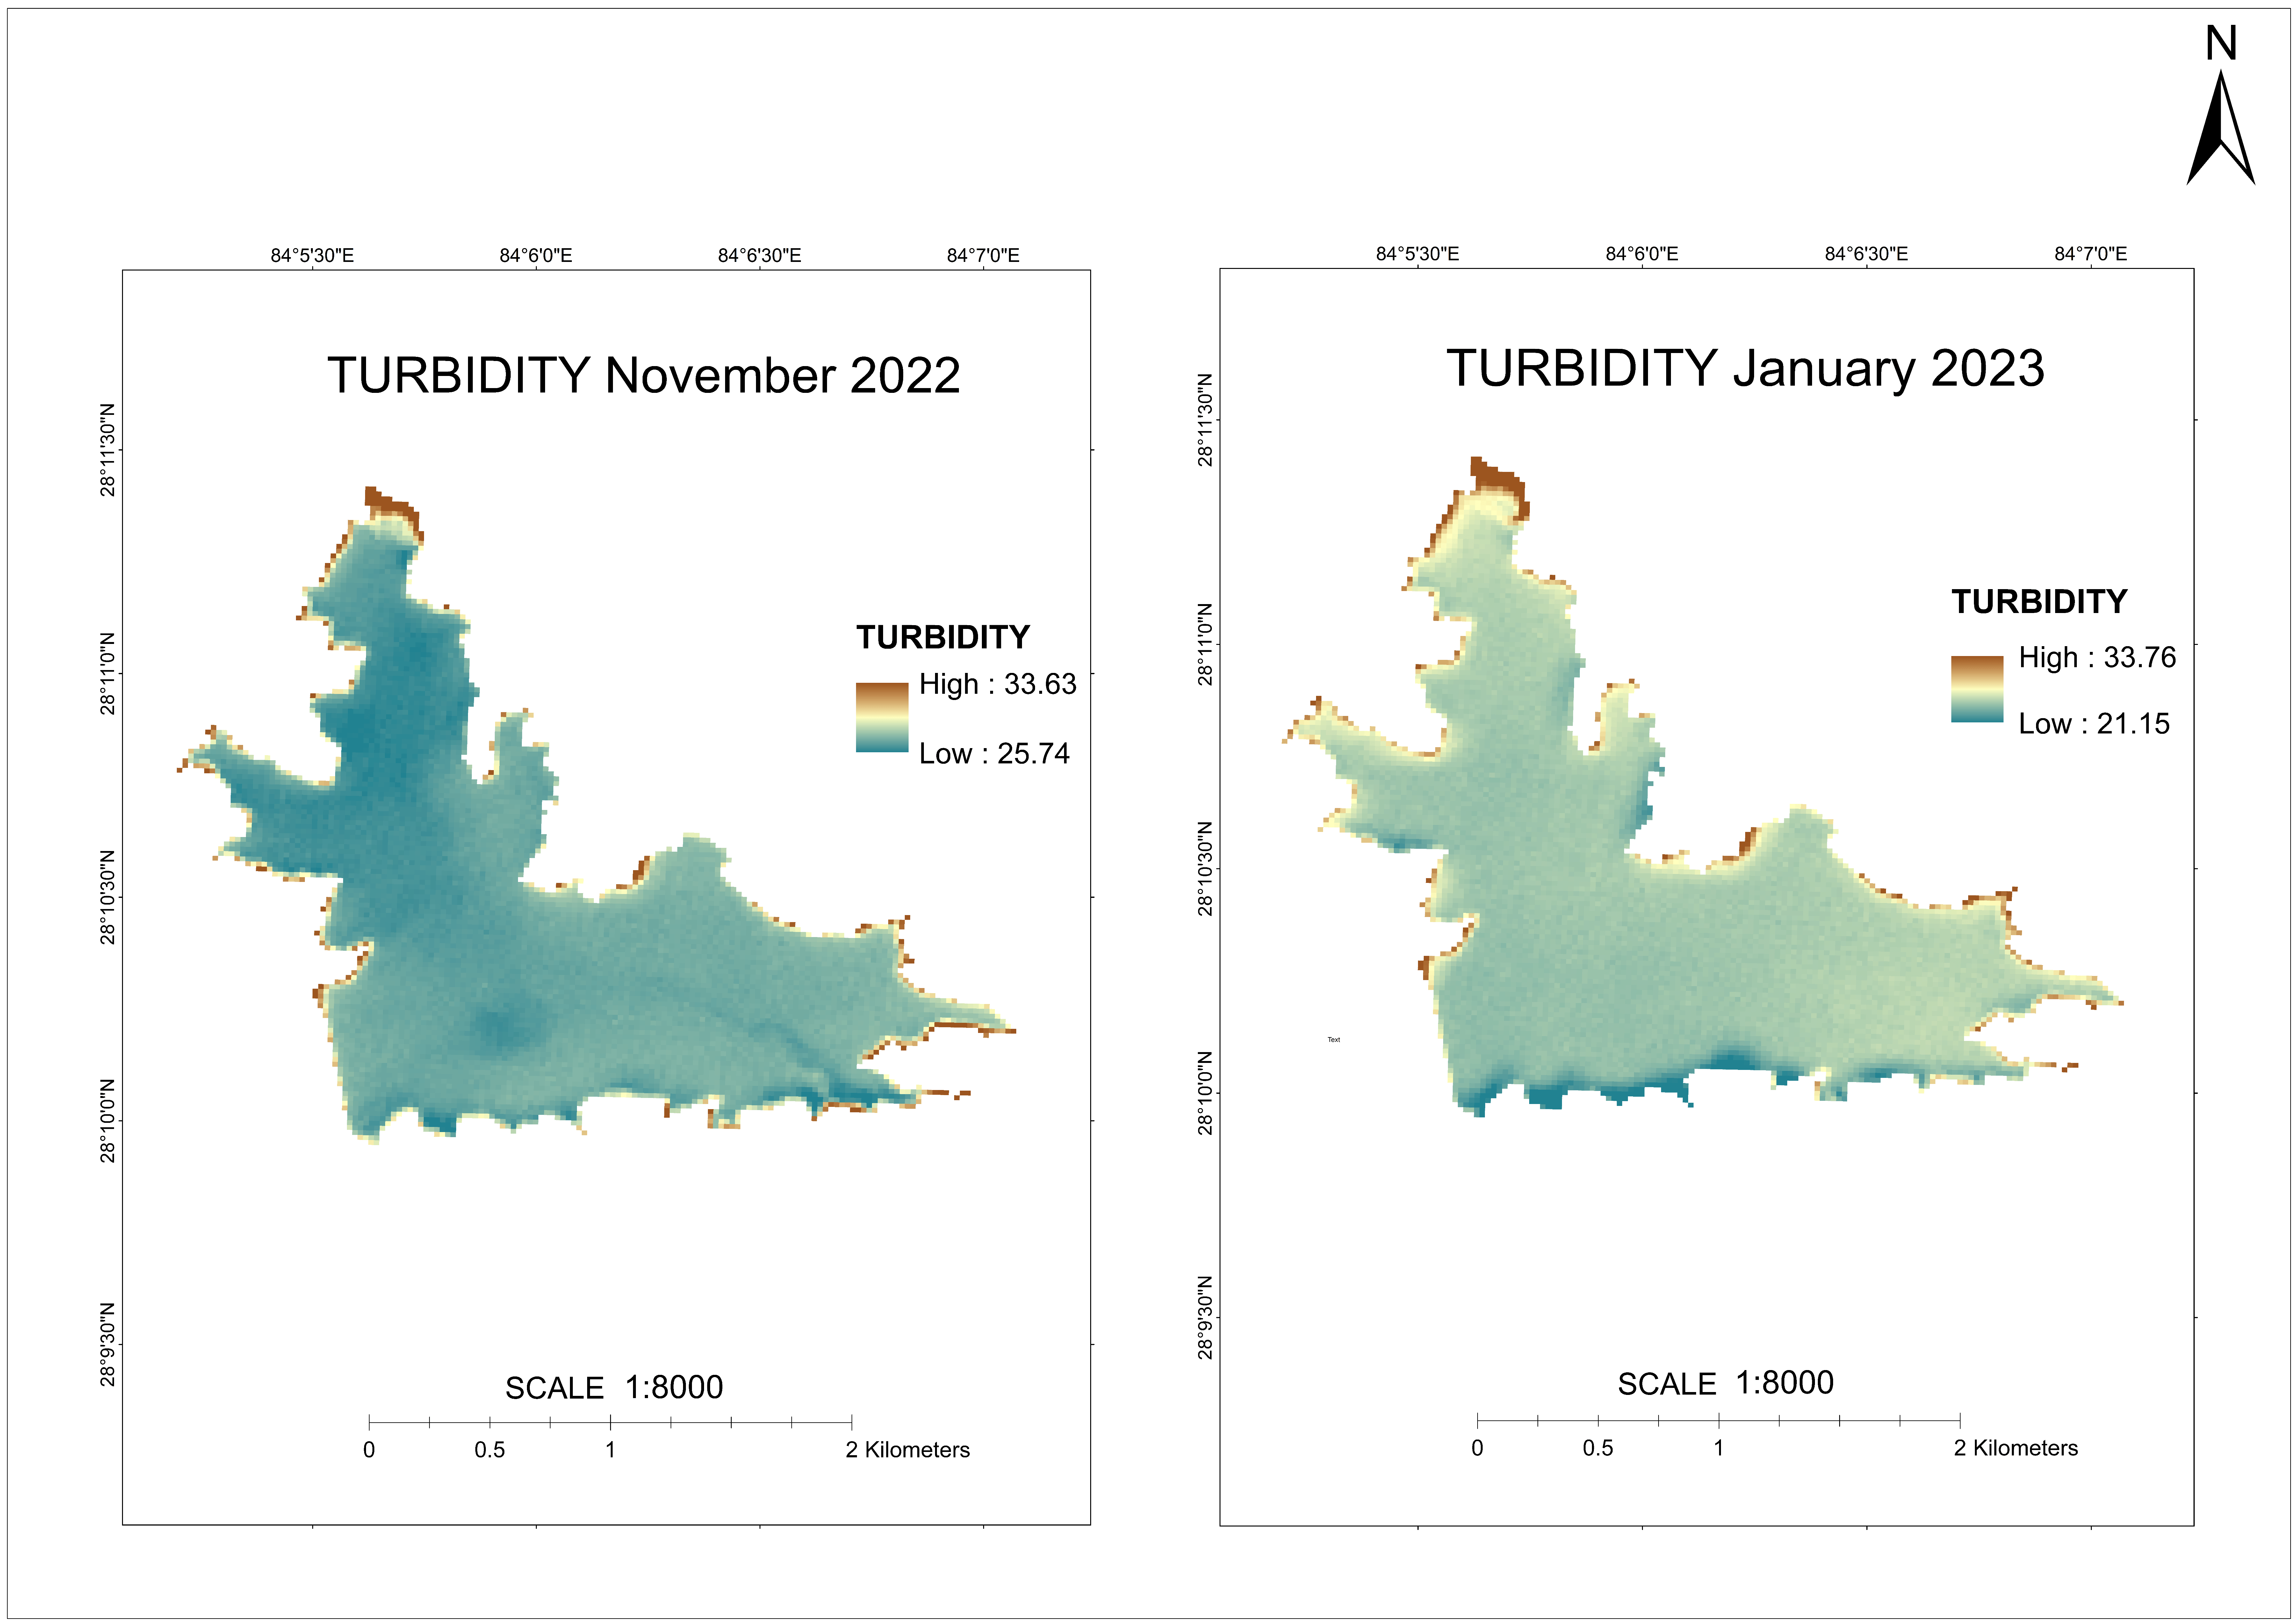 N
84°5'30"E 84°6'0"E 84°6'30"E 84°7'0"E
TURBIDITY November 2022
28°11'30"N
28°11'0"N
28°10'30"N
28°10'0"N
28°9'30"N
TURBIDITY
High : 33.63
Low : 25.74
SCALE 1:8000
0 0.5 1 2 Kilometers
84°5'30"E 84°6'0"E 84°6'30"E 84°7'0"E
TURBIDITY January 2023
28°11'30"N
28°11'0"N
28°10'30"N
28°10'0"N
28°9'30"N
TURBIDITY
High : 33.76
Low : 21.15
Text
SCALE 1:8000
0 0.5 1 2 Kilometers